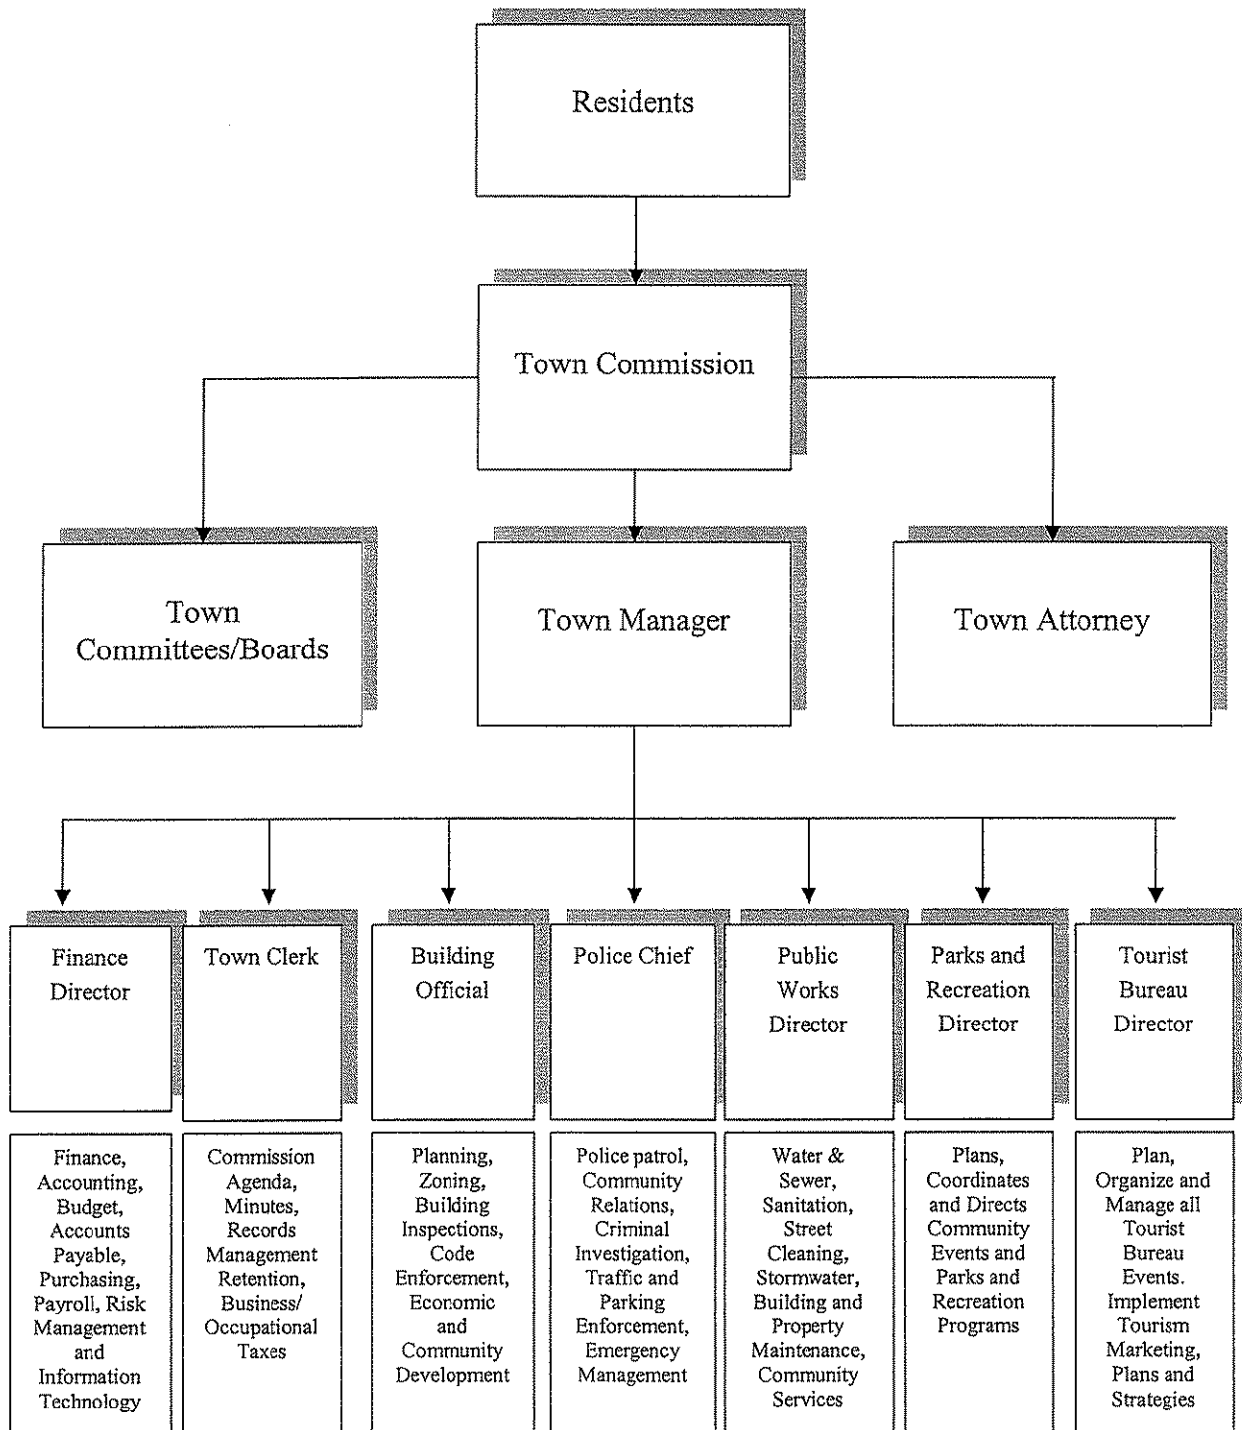 Residents
Town Commission
Town
Committees/Boards
Town Manager
Town Attorney
Finance
Director
Town Clerk
Building
Official
Police Chief
Public
Works
Director
Parks and
Recreation
Director
Tourist
Bureau
Director
Finance,
Accounting,
Budget,
Accounts
Payable,
Purchasing,
Payroll, Risk
Management
and
Information
Technology
Commission
Agenda,
Minutes,
Records
Management
Retention,
Business/
Occupational
Taxes
Planning,
Zoning,
Building
Inspections,
Code
Enforcement,
Economic
and
Community
Development
Police patrol,
Community
Relations,
Criminal
Investigation,
Traffic and
Parking
Enforcement,
Emergency
Management
Water &
Sewer,
Sanitation,
Street
Cleaning,
Stormwater,
Building and
Property
Maintenance,
Community
Services
Plans,
Coordinates
and Directs
Community
Events and
Parks and
Recreation
Programs
Plan,
Organize and
Manage all
Tourist
Bureau
Events.
Implement
Tourism
Marketing,
Plans and
Strategies